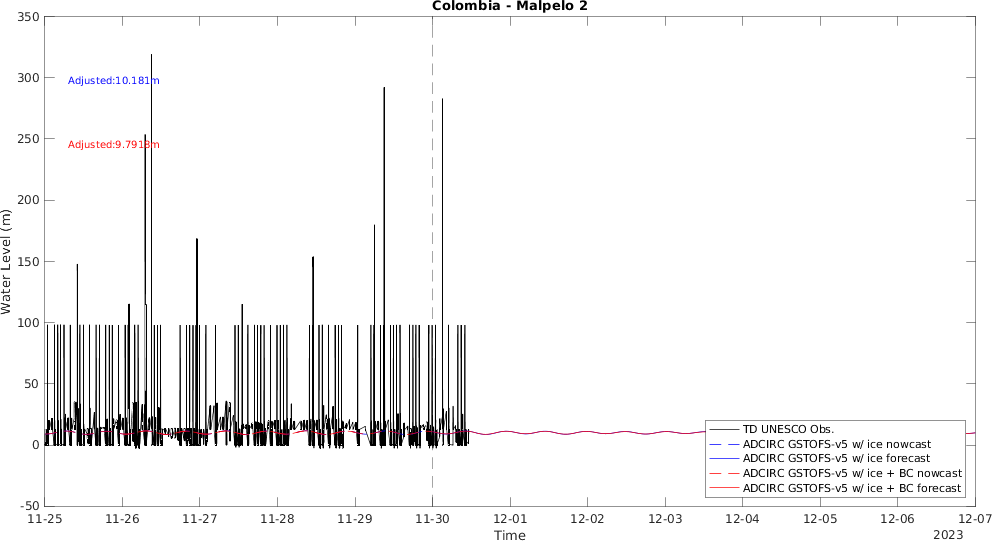 Colombia - Malpelo 2
350
300
250
200
150
100
50
0
-50
Water Level (m)
Adjusted:10.181m
Adjusted:9.7918m
TD UNESCO Obs.
ADCIRC GSTOFS-v5 w/ ice nowcast
ADCIRC GSTOFS-v5 w/ ice forecast
ADCIRC GSTOFS-v5 w/ ice + BC nowcast
ADCIRC GSTOFS-v5 w/ ice + BC forecast
11-25 11-26 11-27 11-28 11-29 11-30 12-01 12-02 12-03 12-04 12-05 12-06 12-07
Time
2023